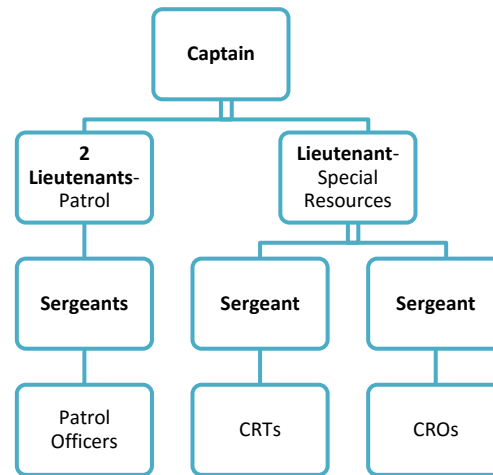 Captain
2
Lieutenants-
Patrol
Lieutenant-
Special
Resources
Sergeants
Sergeant
Sergeant
Patrol
Officers
CRTs
CROs